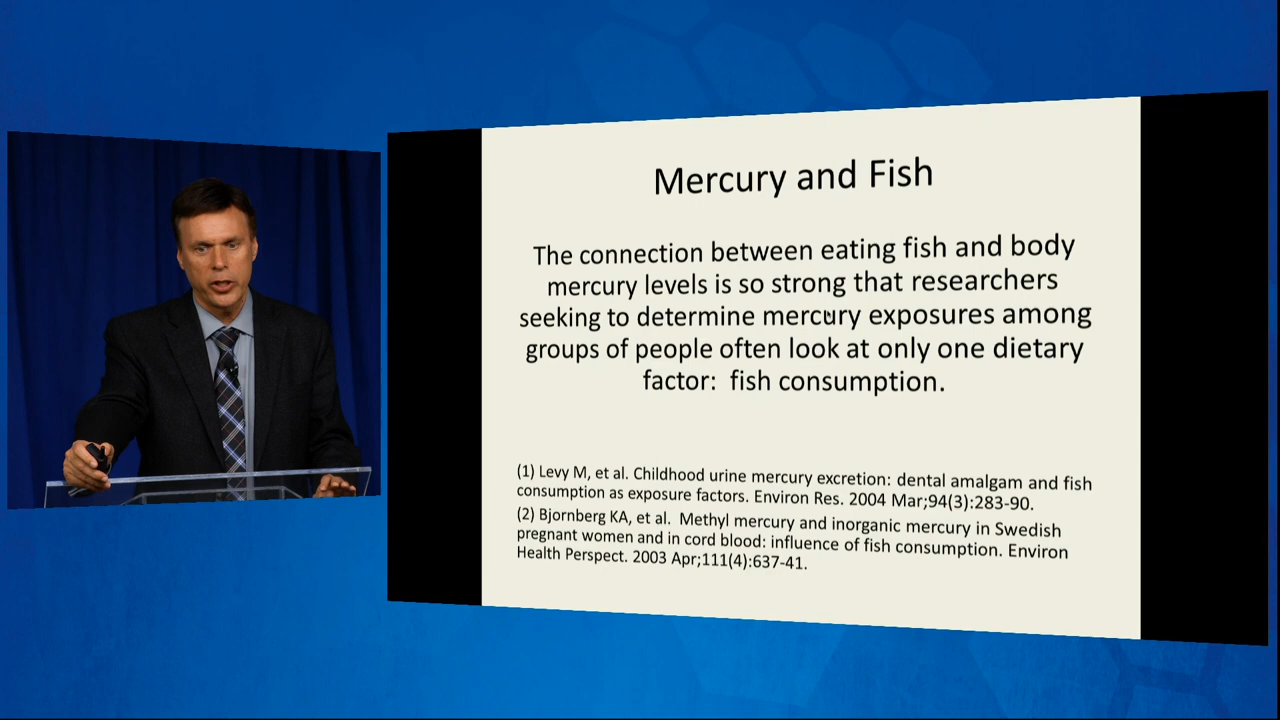 Mercury and Fish
The connection between eating fish and body
mercury levels is so strong that researchers
seeking to determine mercury exposures among
groups of people often look at only one dietary
factor:  fish consumption.
(1) Levy M, et al. Childhood urine mercury excretion: dental amalgam and fish
consumption as exposure factors. Environ Res. 2004 Mar;94(3):283-90.
(2) Bjornberg KA, et al.  Methyl mercury and inorganic mercury in Swedish
pregnant women and in cord blood: influence of fish consumption. Environ
Health Perspect. 2003 Apr;111(4):637-41.